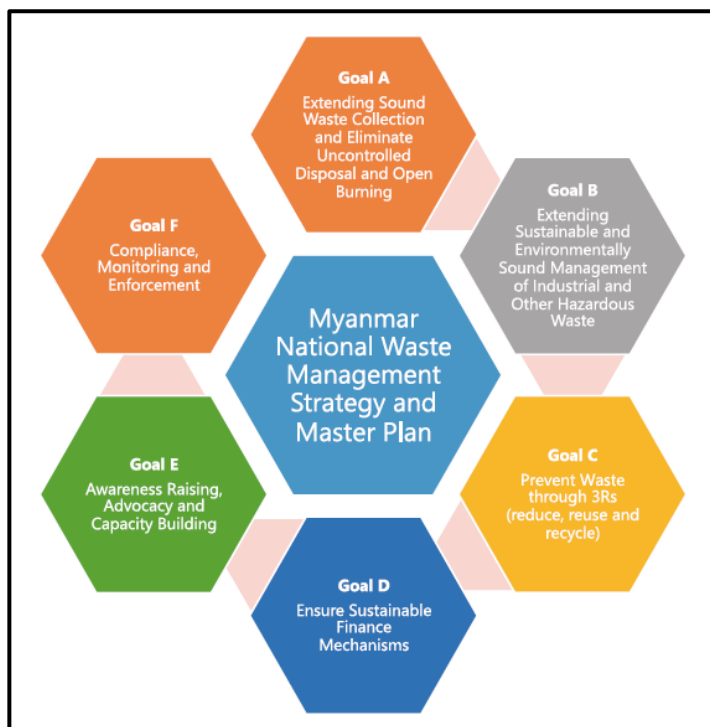 Goal A
Extending Sound
Waste Collection
and Eliminate
Uncontrolled
Disposal and Open
Burning
Goal B
Extending
Sustainable and
Environmentally
Sound Management
of Industrial and
Other Hazardous
Waste
Goal F
Compliance,
Monitoring and
Enforcement
Myanmar
National Waste
Management
Strategy and
Master Plan
Goal C
Prevent Waste
through 3Rs
(reduce, reuse and
recycle)
Goal E
Awareness Raising,
Advocacy and
Capacity Building
Goal D
Ensure Sustainable
Finance
Mechanisms